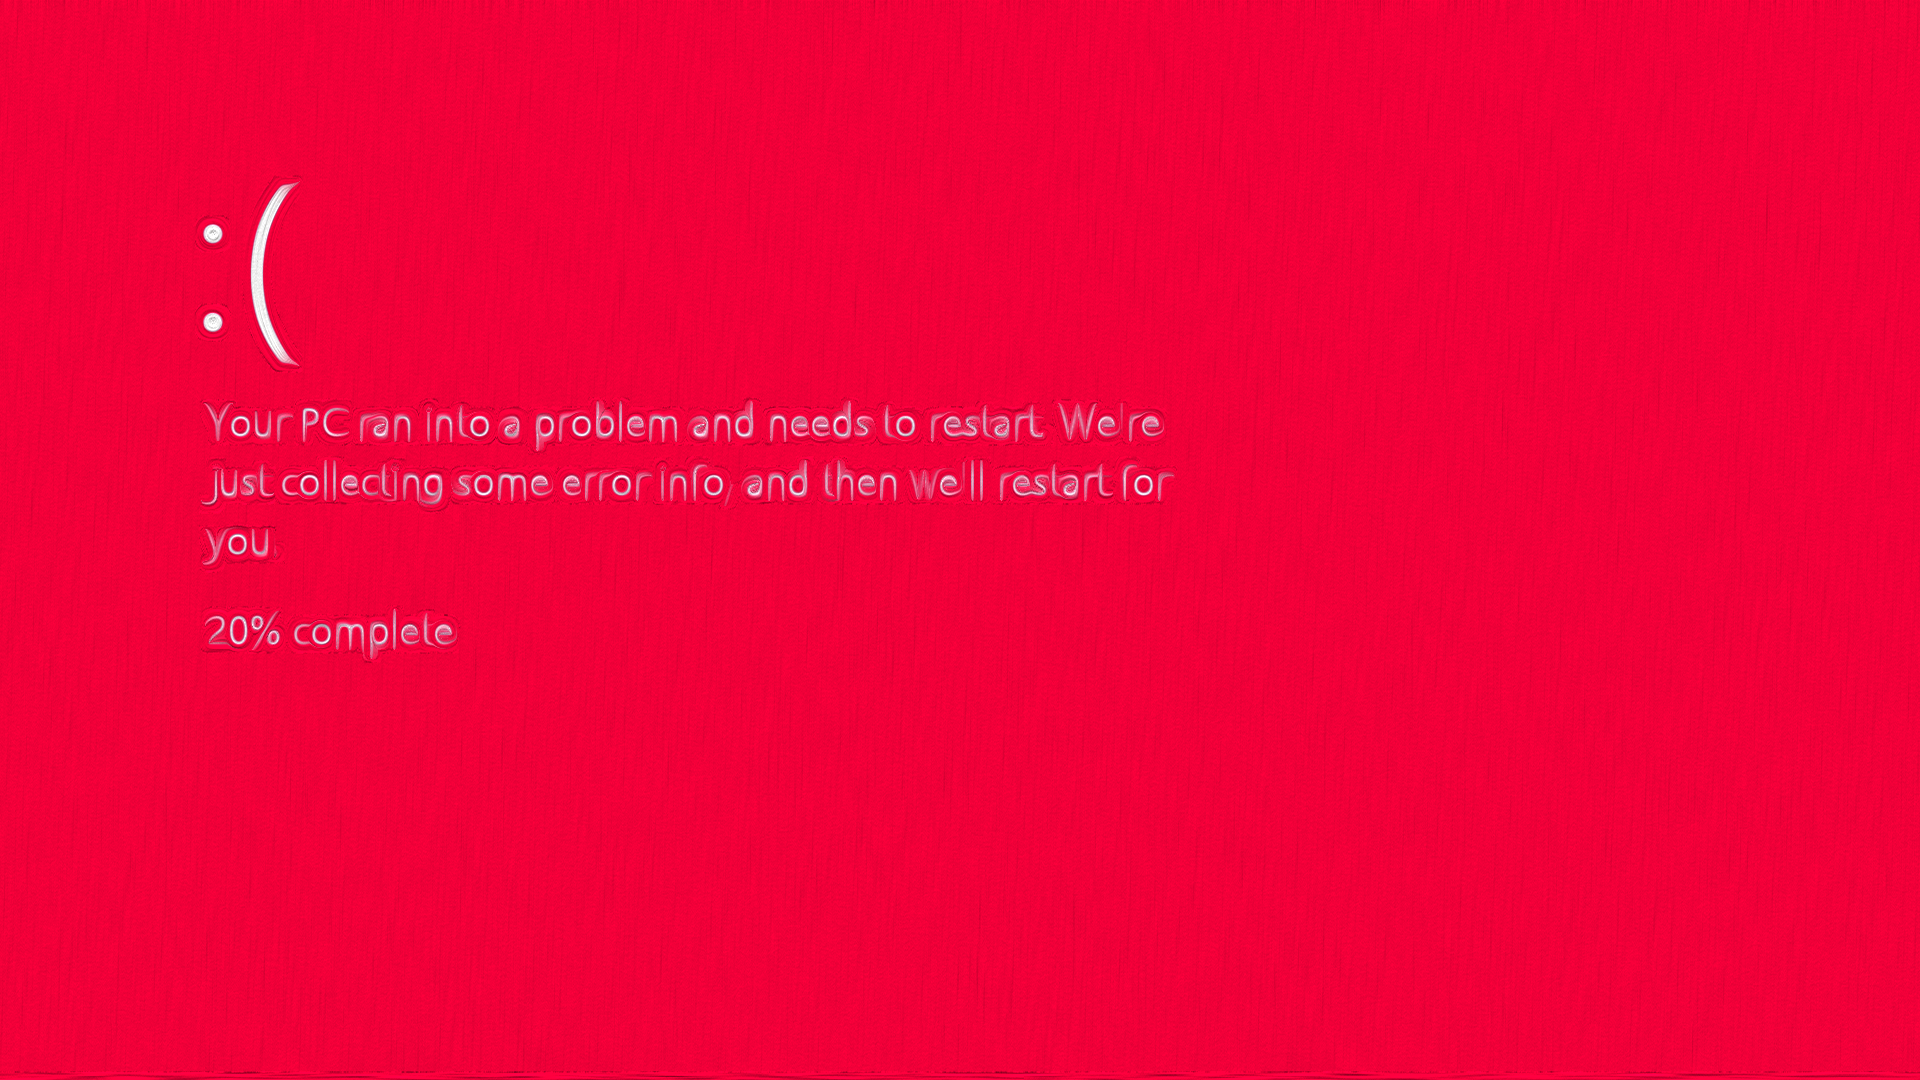 :(
Your PC ran into a problem and needs to restart. We're
just collecting some error info, and then we'll restart for
you.
20% complete